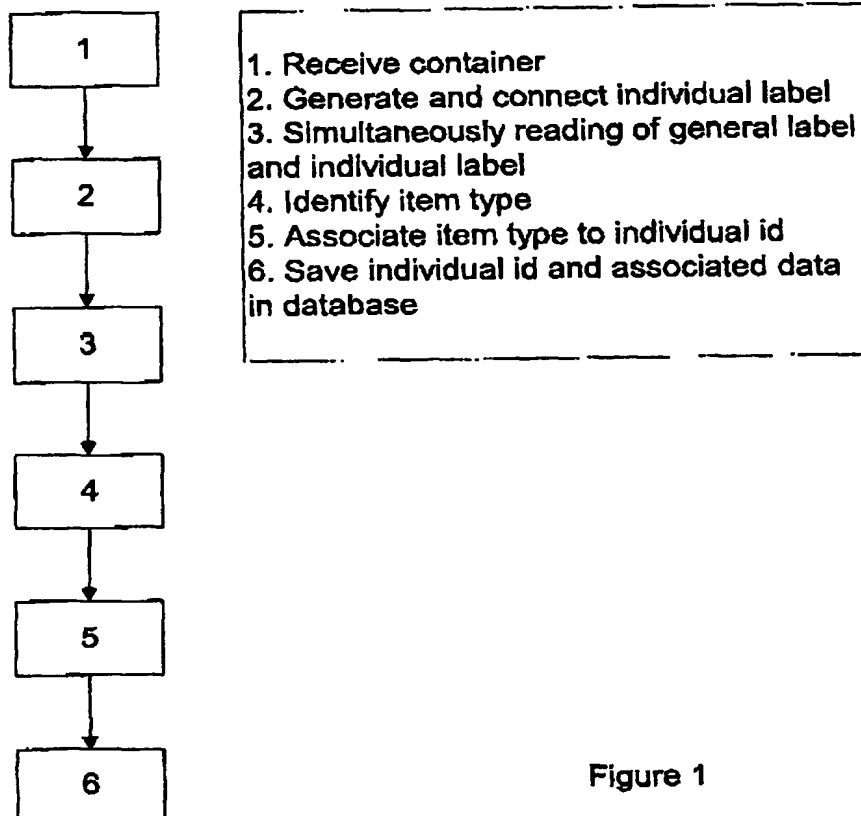 1
2
3
4
5
6
1. Receive container
2. Generate and connect individual label
3. Simultaneously reading of general label
and individual label
4. Identify item type
5. Associate item type to individual id
6. Save individual id and associated data
in database
Figure 1